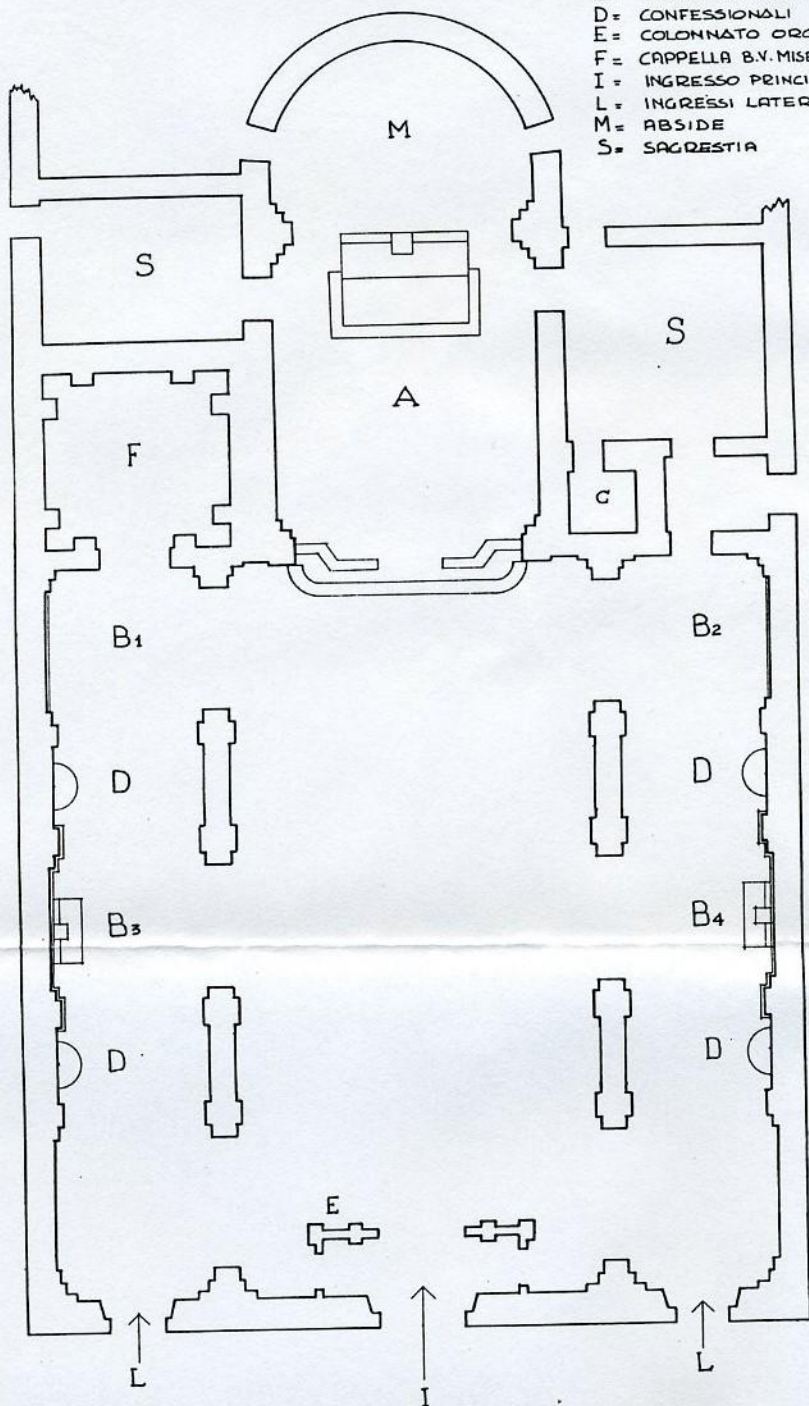 D= CONFESSIONALI
E= COLONNATO
F= CAPPELLA B.V.
I= INGRESSO
L= INGRESSI
M= ABSIDE
S= SAGRESTIA
M
S
S
A
F
C
B1
B2
D
D
B3
B4
D
D
E
L
L
I